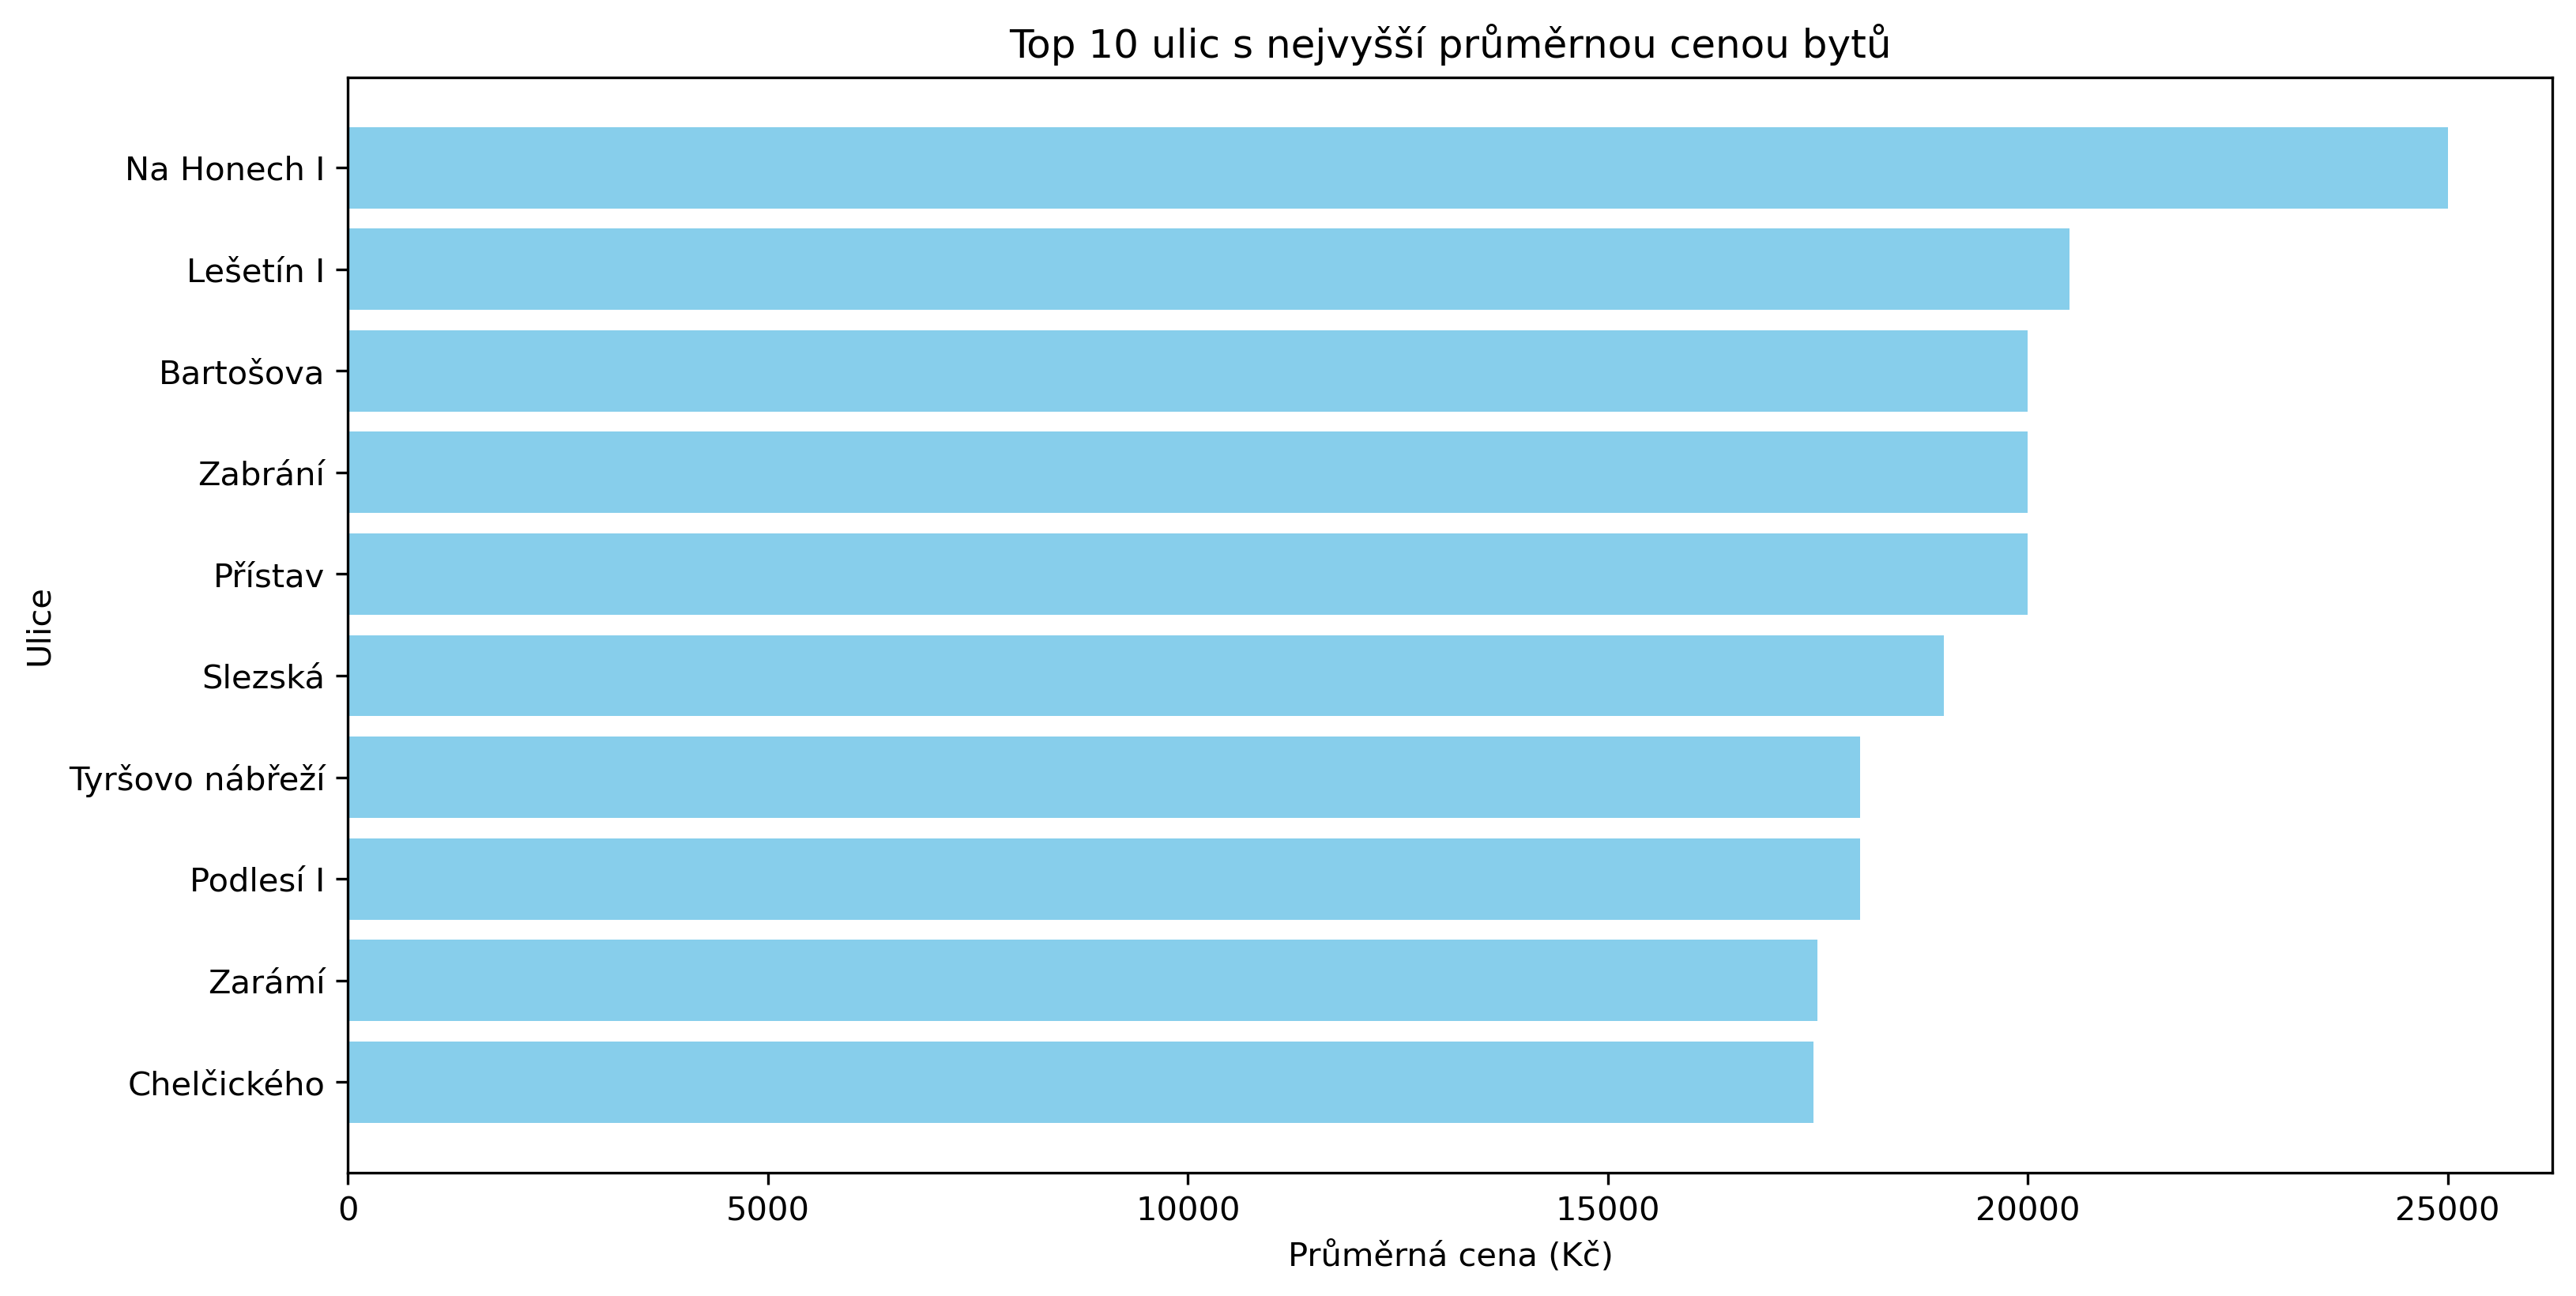 Top 10 ulic s nejvyšší průměrnou cenou bytů
Ulice
Na Honech I
Lešetín I
Bartošova
Zabrání
Přístav
Slezská
Tyršovo nábřeží
Podlesí I
Zarámí
Chelčického
0 5000 10000 15000 20000 25000
Průměrná cena (Kč)